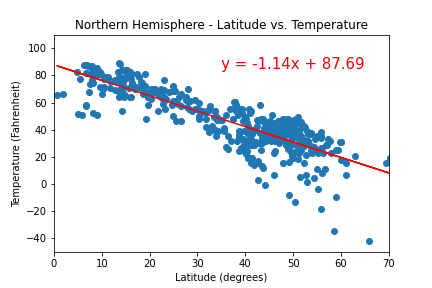 Northern Hemisphere - Latitude vs. Temperature
y = -1.14x + 87.69
Temperature (Fahrenheit)
100
80
60
40
20
0
−20
−40
0 10 20 30 40 50 60 70
Latitude (degrees)